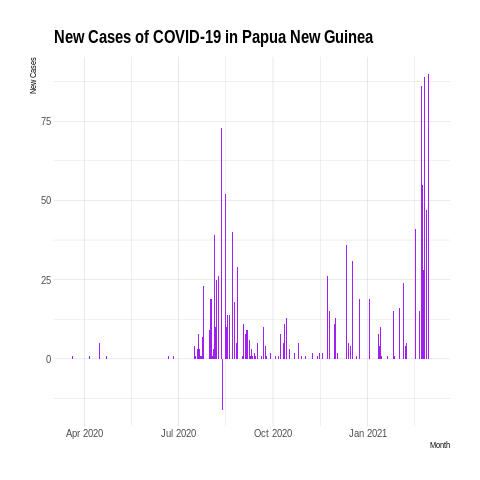 New Cases of COVID-19 in Papua New Guinea
New Cases
75
50
25
0
Apr 2020 Jul 2020 Oct 2020 Jan 2021
Month